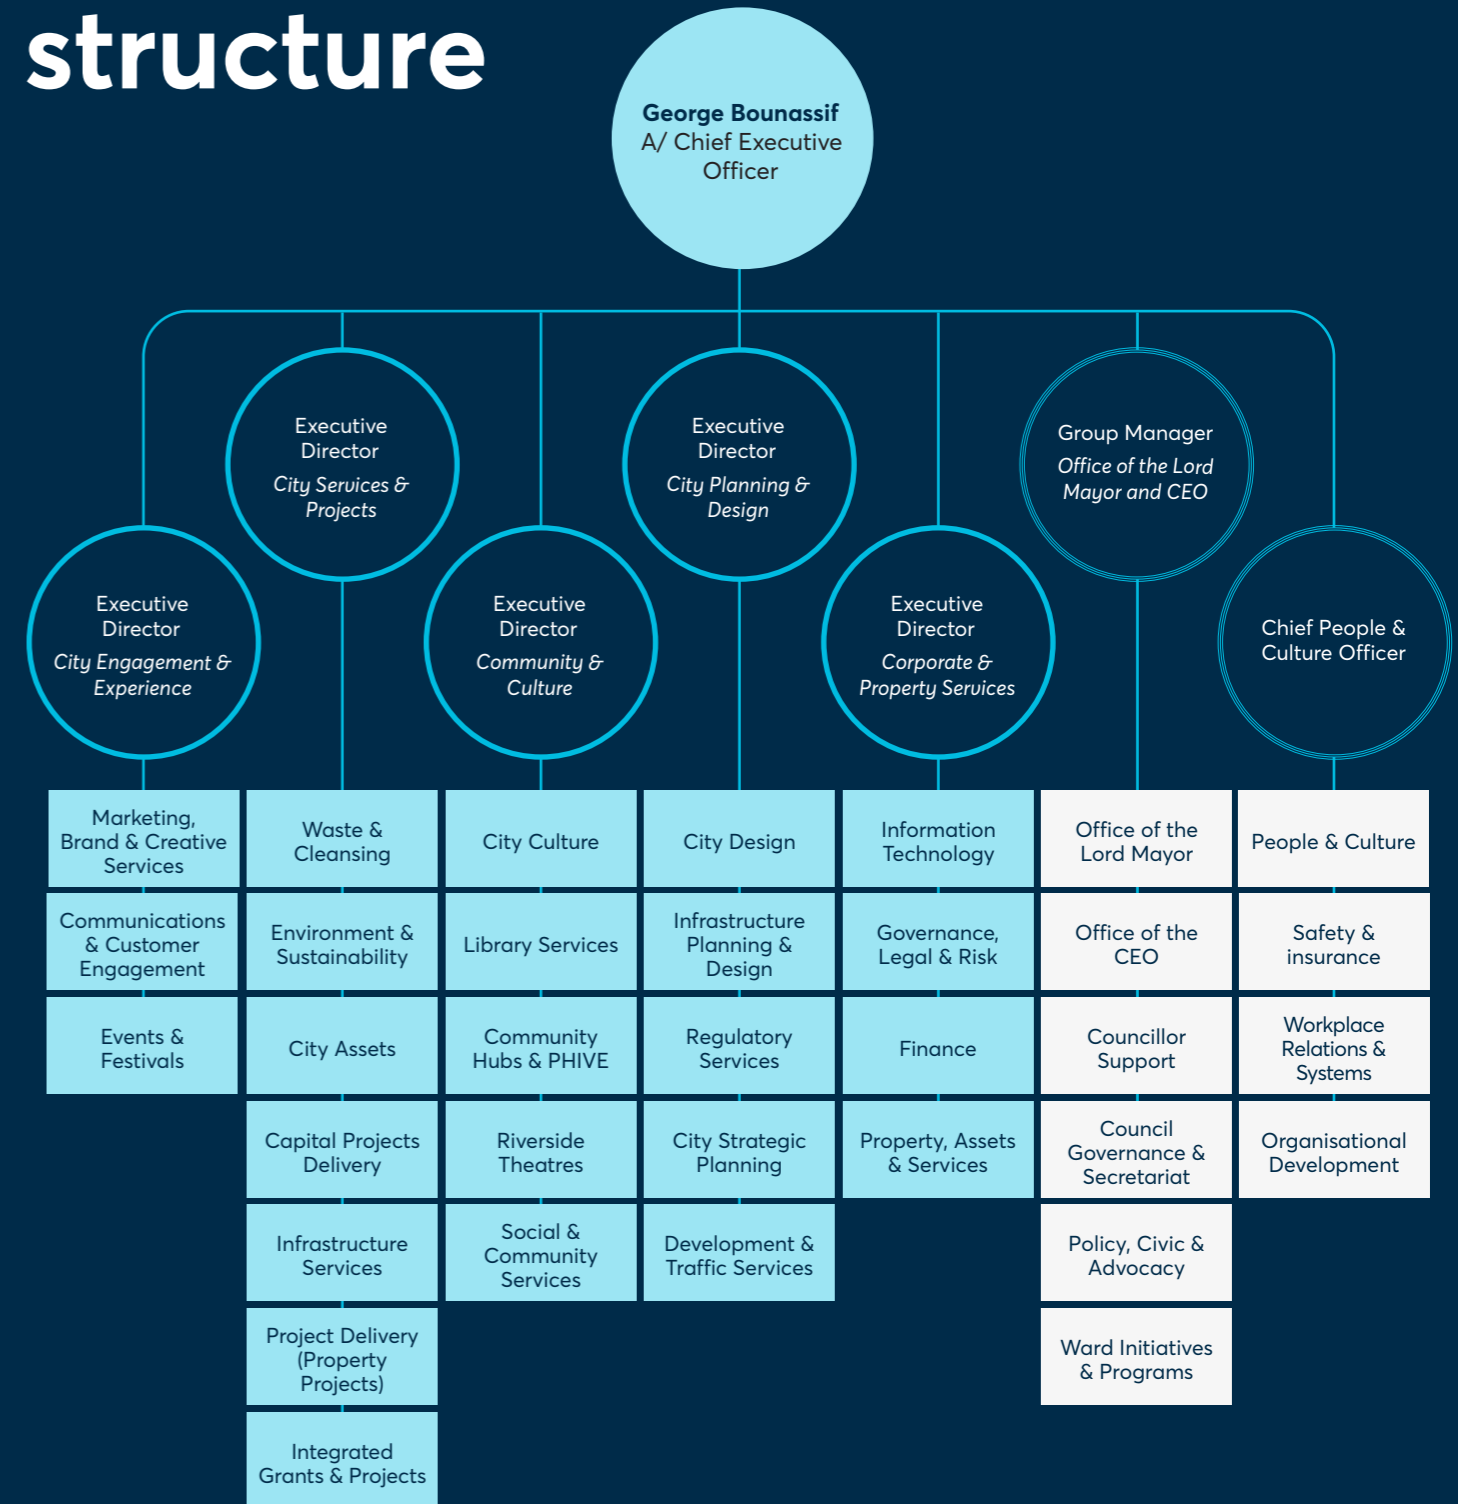 structure
George Bounassif
A/ Chief Executive
Officer
Executive
Director
City Services &
Projects
Executive
Director
City Planning &
Design
Group Manager
Office of the Lord
Mayor and CEO
Executive
Director
City Engagement &
Experience
Executive
Director
Community &
Culture
Executive
Director
Corporate &
Property Services
Chief People &
Culture Officer
Marketing,
Brand & Creative
Services
Communications
& Customer
Engagement
Events &
Festivals
Waste &
Cleansing
Environment &
Sustainability
City Assets
Capital Projects
Delivery
Infrastructure
Services
Project Delivery
(Property
Projects)
Integrated
Grants & Projects
City Culture
Library Services
Community
Hubs & PHIVE
Riverside
Theatres
Social &
Community
Services
City Design
Infrastructure
Planning &
Design
Regulatory
Services
City Strategic
Planning
Development &
Traffic Services
Information
Technology
Governance,
Legal & Risk
Finance
Property, Assets
& Services
Office of the
Lord Mayor
Office of the
CEO
Councillor
Support
Council
Governance &
Secretariat
Policy, Civic &
Advocacy
Ward Initiatives
& Programs
People & Culture
Safety &
insurance
Workplace
Relations &
Systems
Organisational
Development